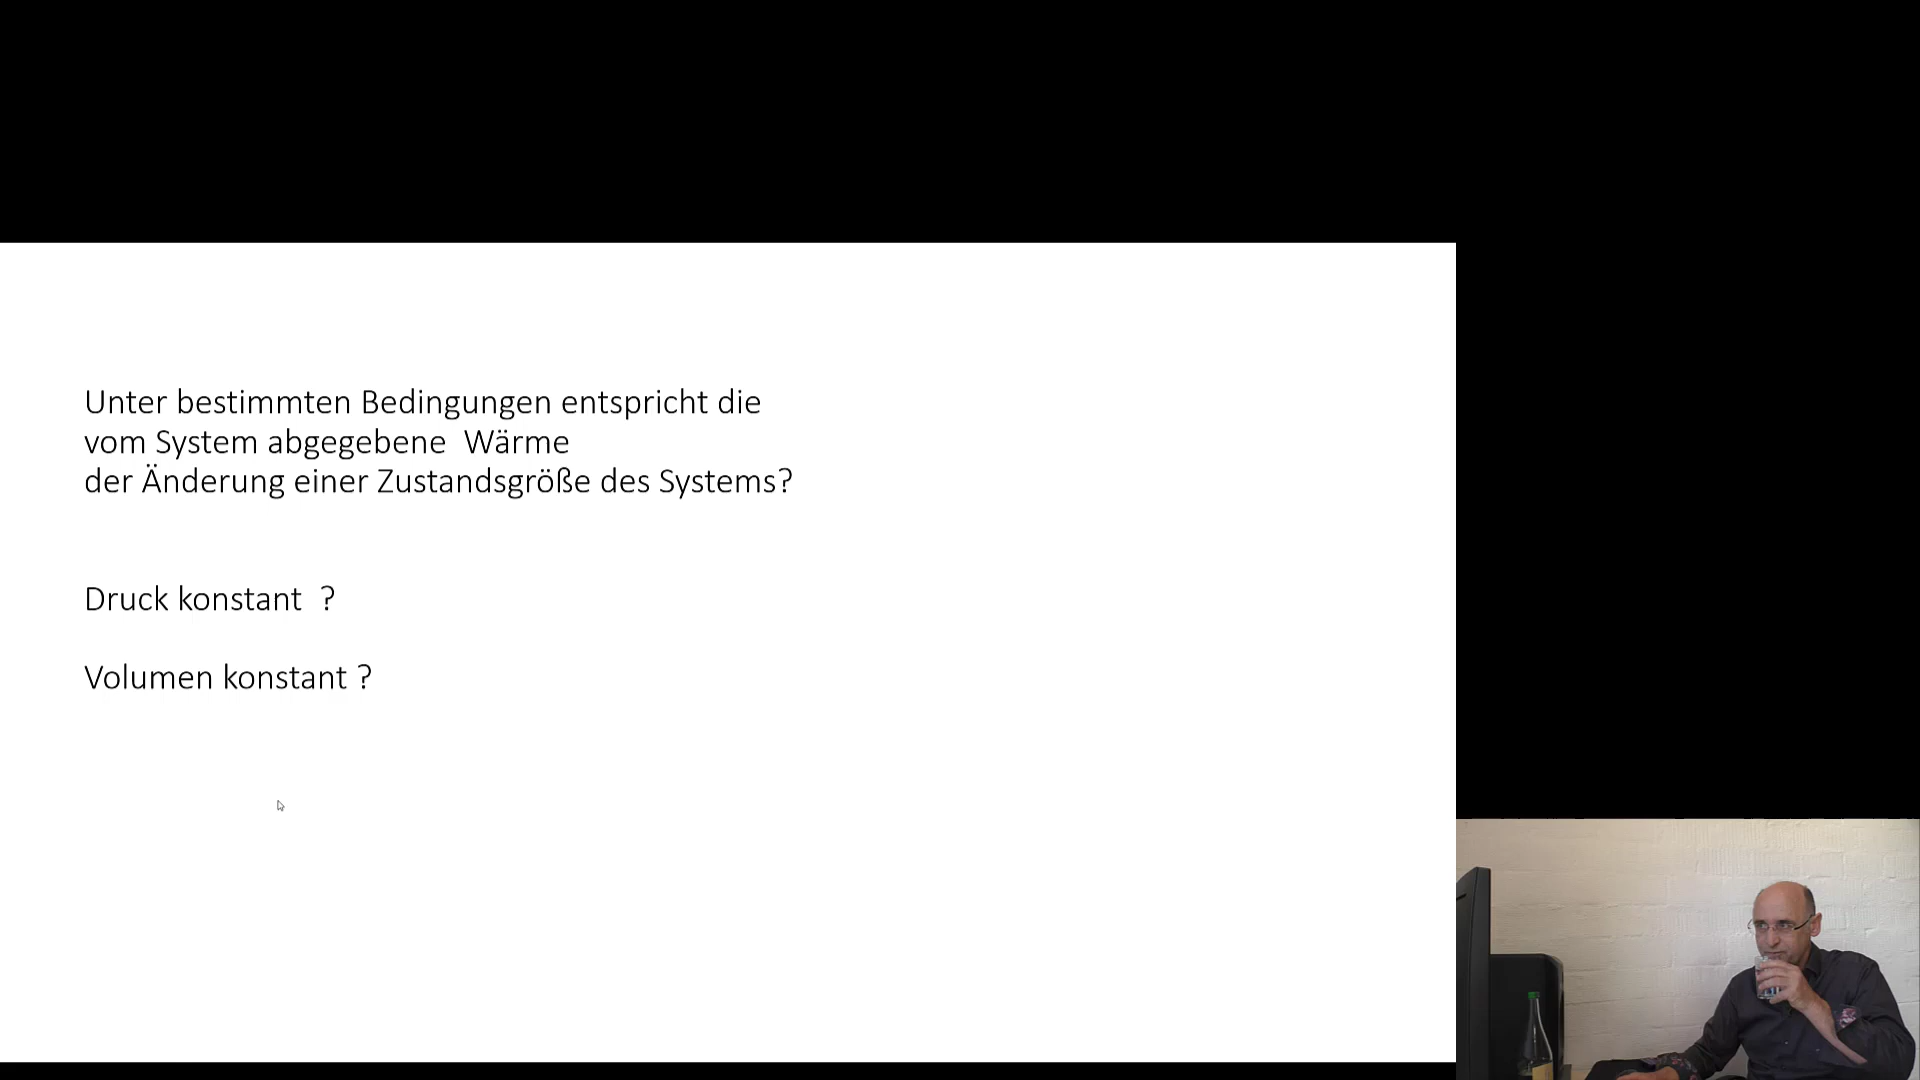 Unter bestimmten Bedingungen entspricht die
vom System abgegebene  Wärme
der Änderung einer Zustandsgröße des Systems?
Druck konstant  ?
Volumen konstant ?